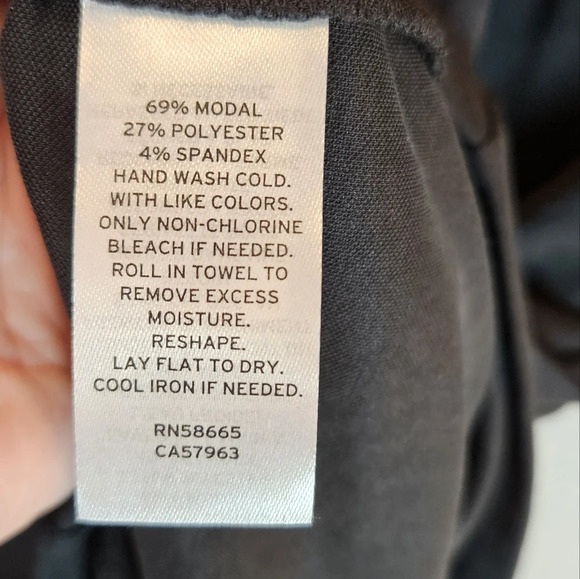 69% MODAL
27% POLYESTER
4% SPANDEX
HAND WASH COLD.
WITH LIKE COLORS.
ONLY NON-CHLORINE
BLEACH IF NEEDED.
ROLL IN TOWEL TO
REMOVE EXCESS
MOISTURE.
RESHAPE.
LAY FLAT TO DRY.
COOL IRON IF NEEDED.
RN58665
CA57963